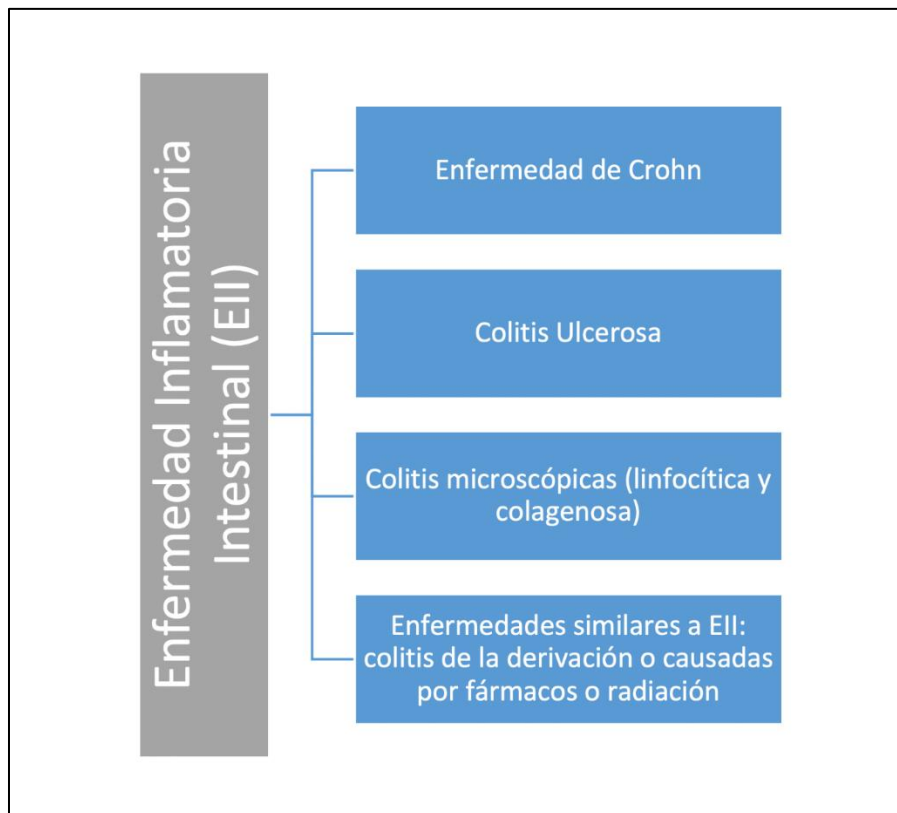 Enfermedad Inflamatoria
Intestinal (EII)
Enfermedad de Crohn
Colitis Ulcerosa
Colitis microscópicas (linfocítica y
colagenosa)
Enfermedades similares a EII:
colitis de la derivación o causadas
por fármacos o radiación